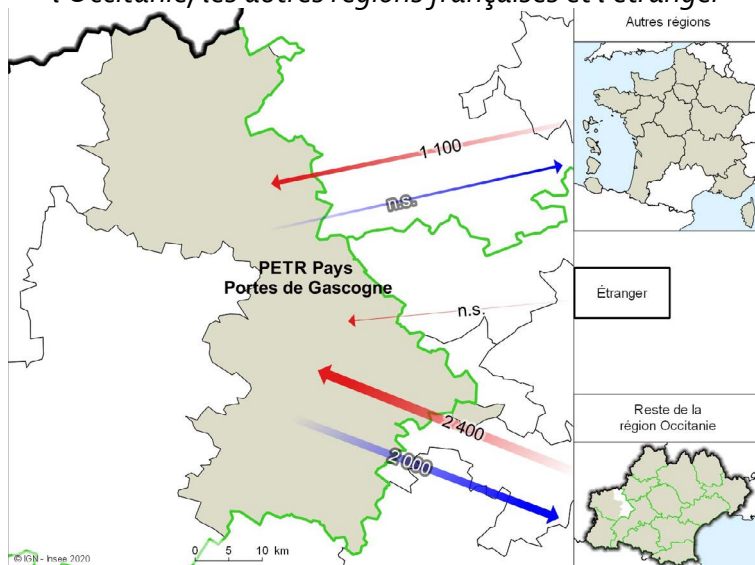 l'Occitanie, les autres régions françaises et l'étranger
Autres régions
1 100
n.s.
PETR Pays
Portes de Gascogne
n.s.
Étranger
2 400
2 000
Reste de la
région Occitanie
0 5 10 km
© IGN - Insee 2020